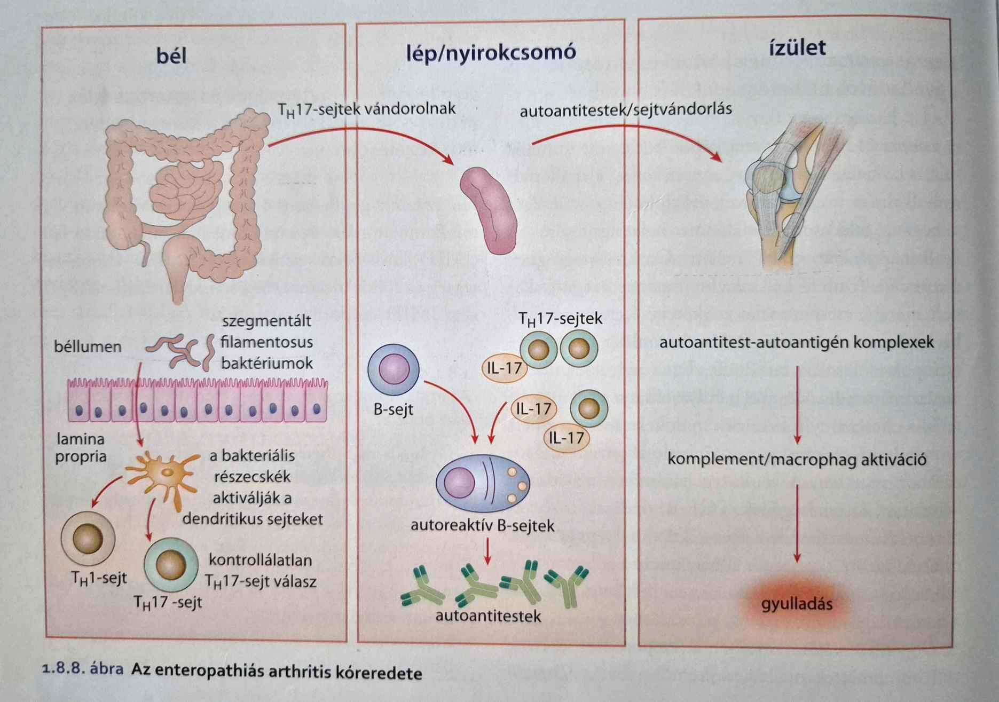 bél
lép/nyirokcsomó
ízület
TH17-sejtek vándorolnak
autoantitestek/sejtvándorlás
béllumen
szegmentált
filamentosus
baktériumok
lamina
propria
a bakteriális
részecskék
aktiválják a
dendritikus sejteket
TH1-sejt
kontrollálatlan
TH17-sejt válasz
TH17 -sejt
TH17-sejtek
IL-17
B-sejt
IL-17
IL-17
autoreaktív B-sejtek
autoantitestek
autoantitest-autoantigén komplexek
komplement/macrophag aktiváció
gyulladás
1.8.8. ábra Az enteropathiás arthritis kóreredete